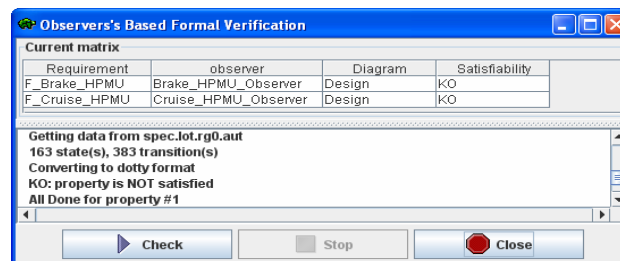 Observers's Based Formal Verification
Current matrix
Requirement observer Diagram Satisfiability
F_Brake_HPMU Brake_HPMU_Observer Design KO
F_Cruise_HPMU Cruise_HPMU_Observer Design KO
Getting data from spec.lot.rg0.aut
163 state(s), 383 transition(s)
Converting to dotty format
KO: property is NOT satisfied
All Done for property #1
Check Stop Close